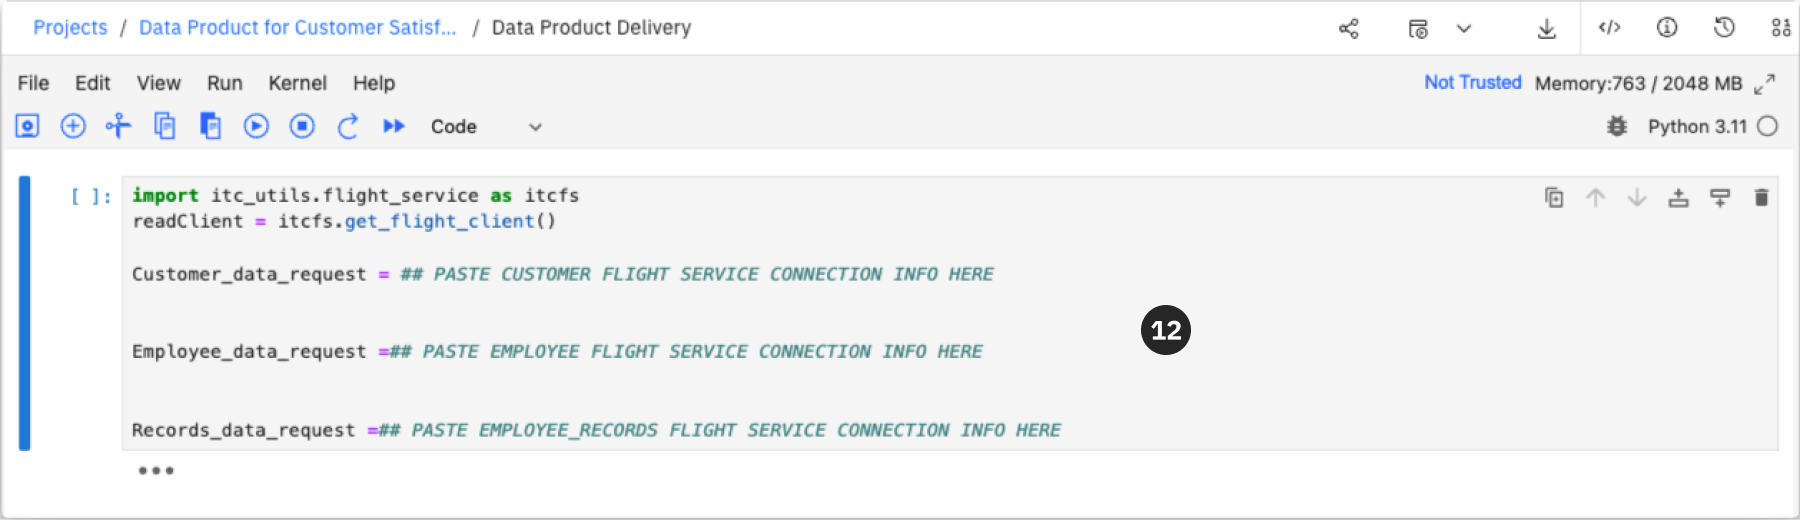 Projects / Data Product for Customer Satisf... / Data Product Delivery
File Edit View Run Kernel Help Not Trusted Memory:763 / 2048 MB
Code Python 3.11
[ ]: import itc_utils.flight_service as itcfs
readClient = itcfs.get_flight_client()
Customer_data_request = ## PASTE CUSTOMER FLIGHT SERVICE CONNECTION INFO HERE
12
Employee_data_request =## PASTE EMPLOYEE FLIGHT SERVICE CONNECTION INFO HERE
Records_data_request =## PASTE EMPLOYEE_RECORDS FLIGHT SERVICE CONNECTION INFO HERE